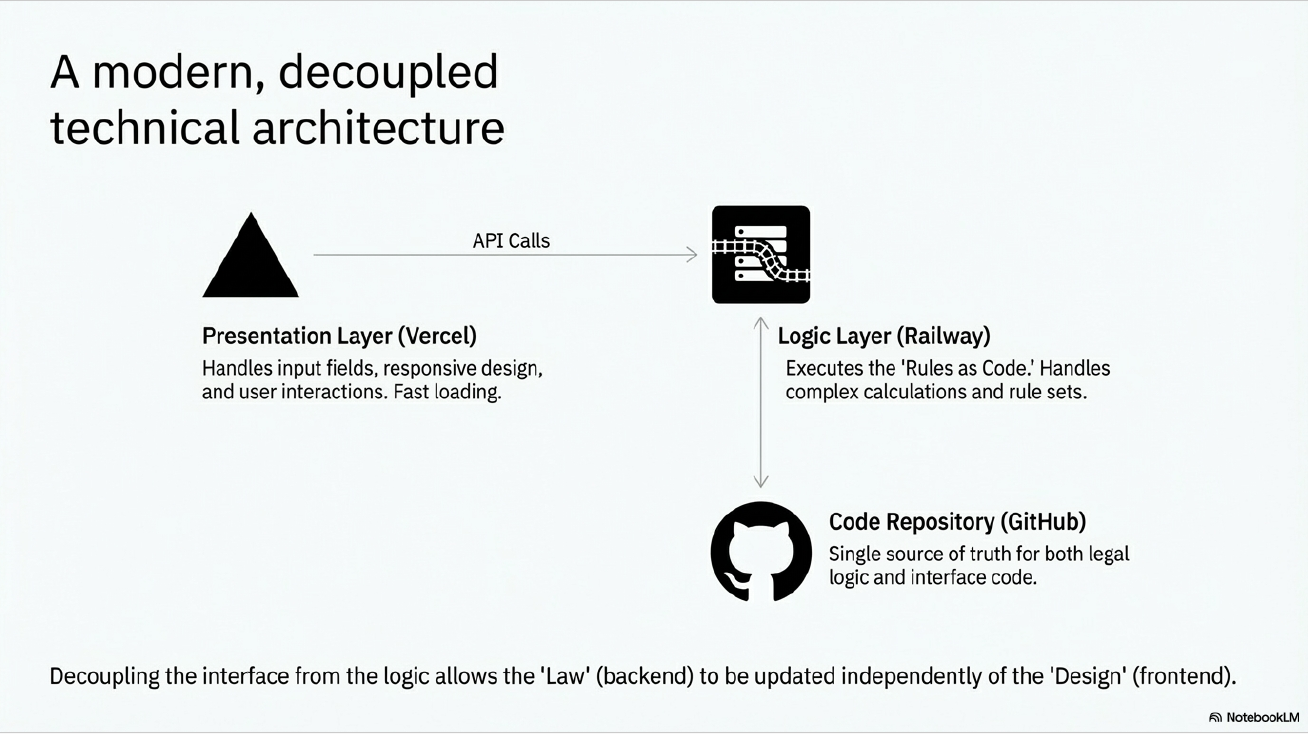 A modern, decoupled
technical architecture
API Calls
Presentation Layer (Vercel)
Handles input fields, responsive design,
and user interactions. Fast loading.
Logic Layer (Railway)
Executes the 'Rules as Code.' Handles
complex calculations and rule sets.
Code Repository (GitHub)
Single source of truth for both legal
logic and interface code.
Decoupling the interface from the logic allows the 'Law' (backend) to be updated independently of the 'Design' (frontend).
NotebookLM